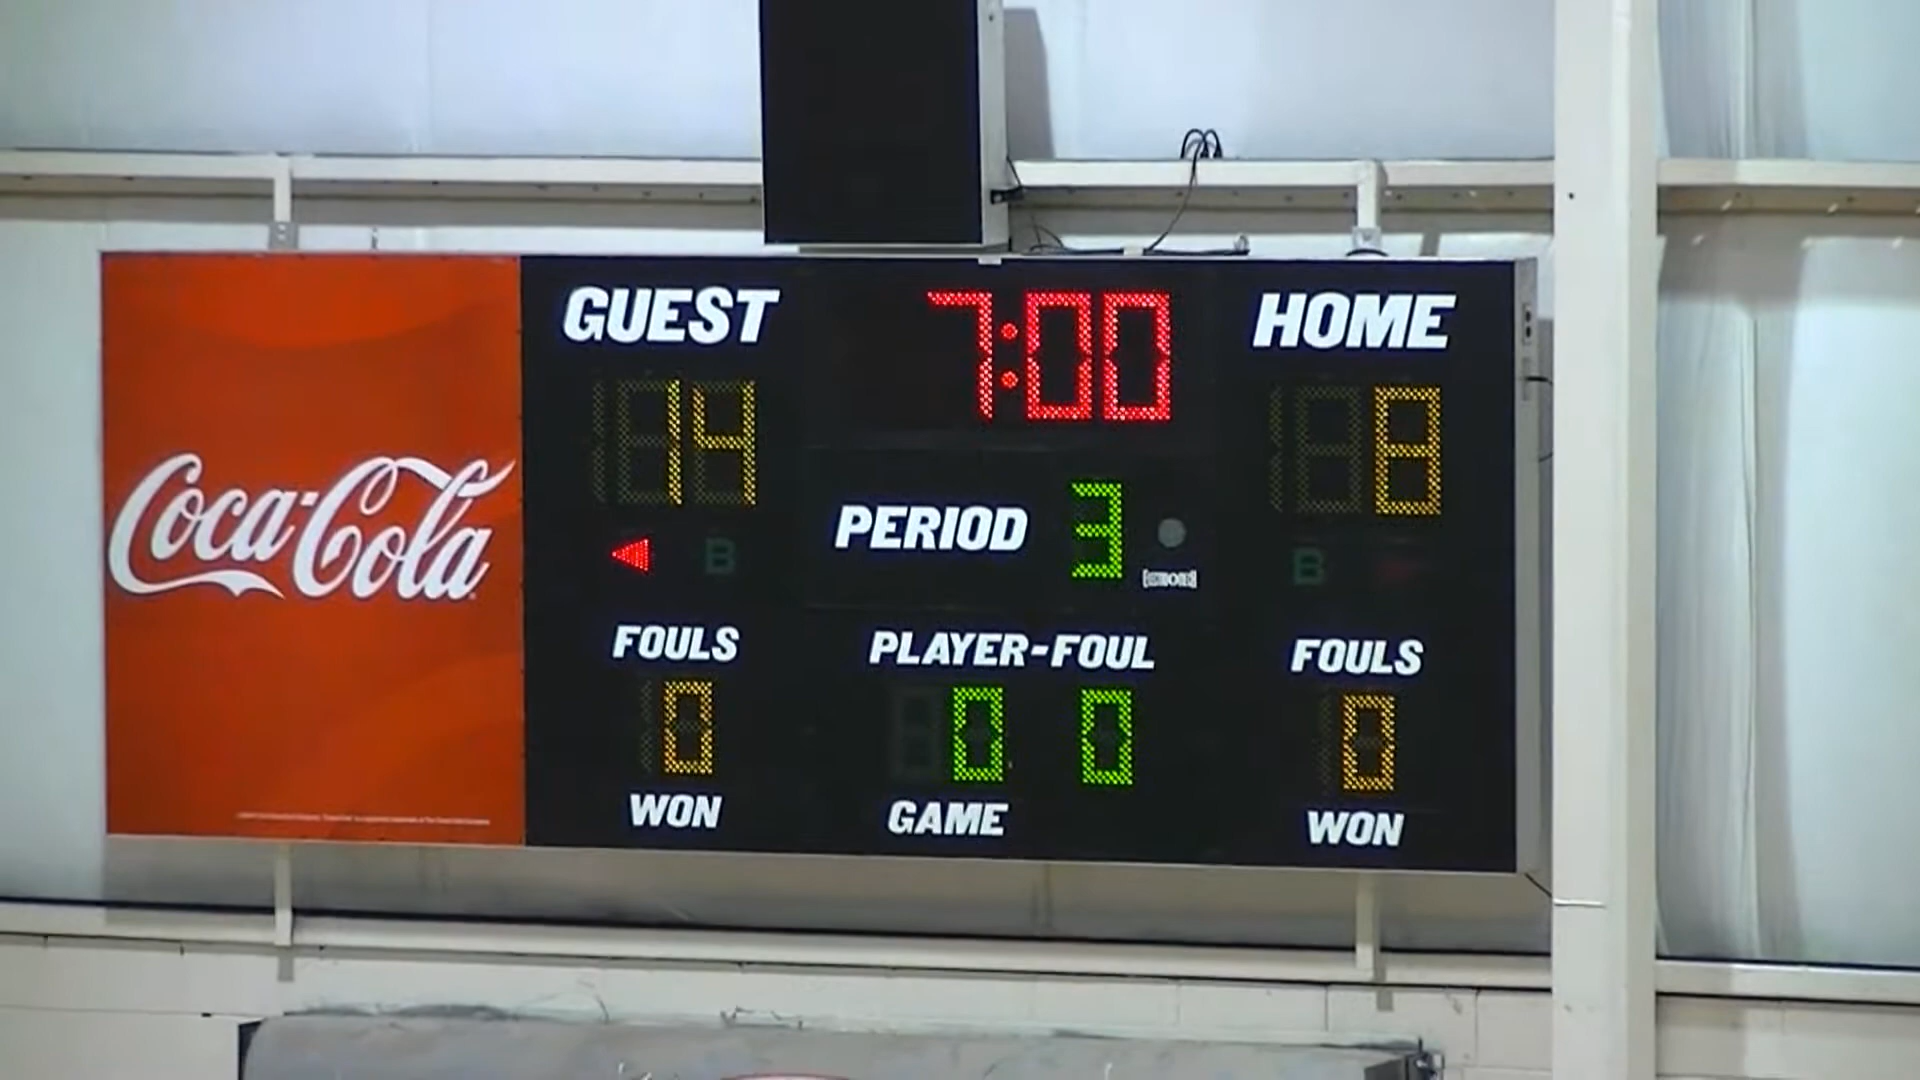 Coca-Cola
GUEST 7:00 HOME
14 8
PERIOD 3
B B
FOULS PLAYER-FOUL FOULS
0 0 0 0
WON GAME WON